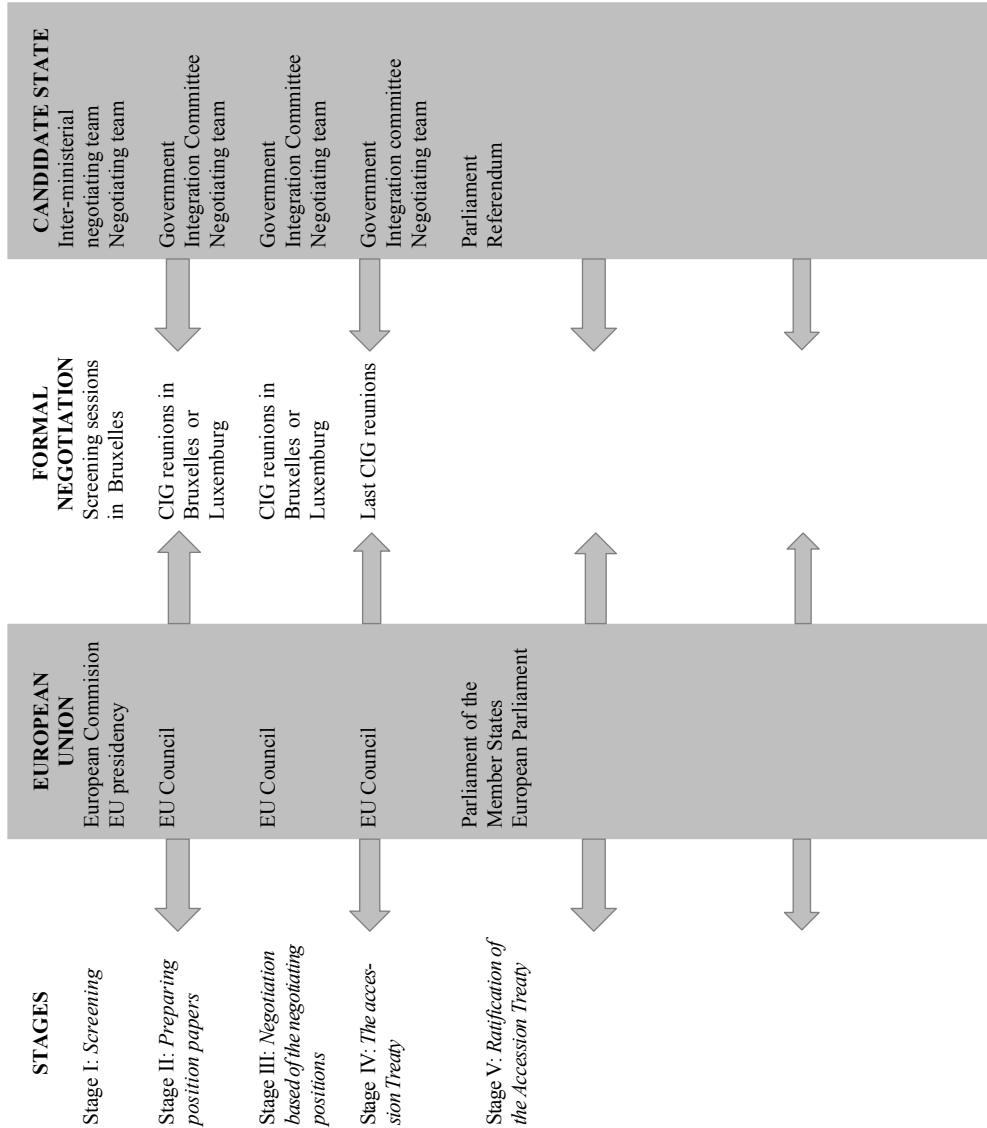 STAGES
Stage I: Screening
Stage II: Preparing
position papers
Stage III: Negotiation
based of the negotiating
positions
Stage IV: The acces-
sion Treaty
Stage V: Ratification of
the Accession Treaty
EUROPEAN
UNION
European Commision
EU presidency
EU Council
EU Council
EU Council
Parliament of the
Member States
European Parliament
FORMAL
NEGOTIATION
Screening sessions
in Bruxelles
CIG reunions in
Bruxelles or
Luxemburg
CIG reunions in
Bruxelles or
Luxemburg
Last CIG reunions
CANDIDATE STATE
Inter-ministerial
negotiating team
Negotiating team
Government
Integration Committee
Negotiating team
Government
Integration Committee
Negotiating team
Government
Integration committee
Negotiating team
Parliament
Referendum